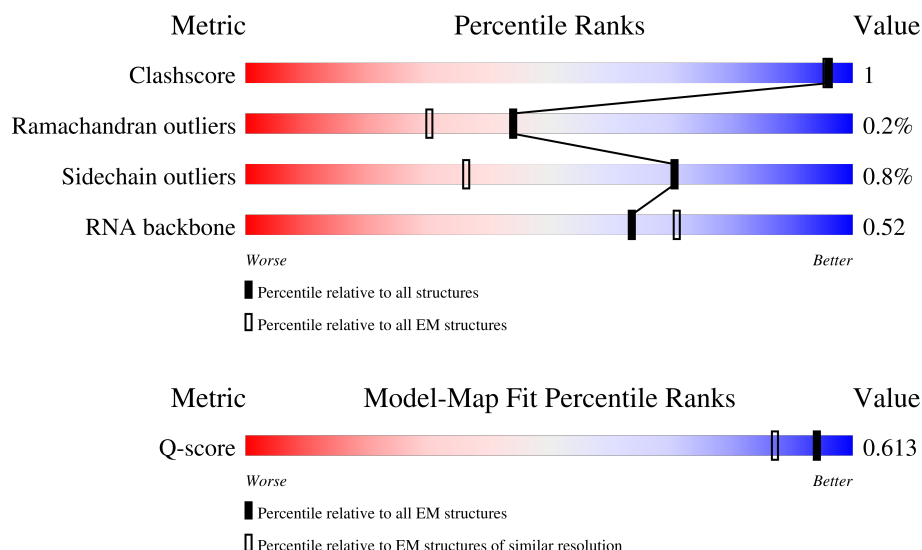 Metric Percentile Ranks Value
Clashscore 1
Ramachandran outliers 0.2%
Sidechain outliers 0.8%
RNA backbone 0.52
Worse Better
Percentile relative to all structures
Percentile relative to all EM structures
Metric Model-Map Fit Percentile Ranks Value
Q-score 0.613
Worse Better
Percentile relative to all EM structures
Percentile relative to EM structures of similar resolution